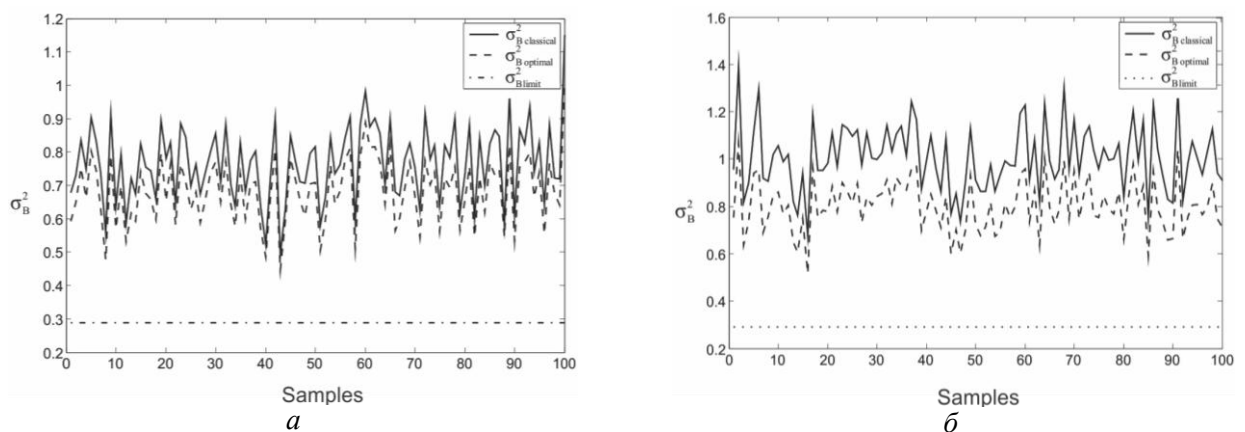 1.2
1.1
1
0.9
0.8
0.7
0.6
0.5
0.4
0.3
0.2
σ²B
σ²B classical
σ²B optimal
σ²B limit
0 10 20 30 40 50 60 70 80 90 100
Samples
а
1.6
1.4
1.2
1
0.8
0.6
0.4
0.2
σ²B
σ²B classical
σ²B optimal
σ²B limit
0 10 20 30 40 50 60 70 80 90 100
Samples
б